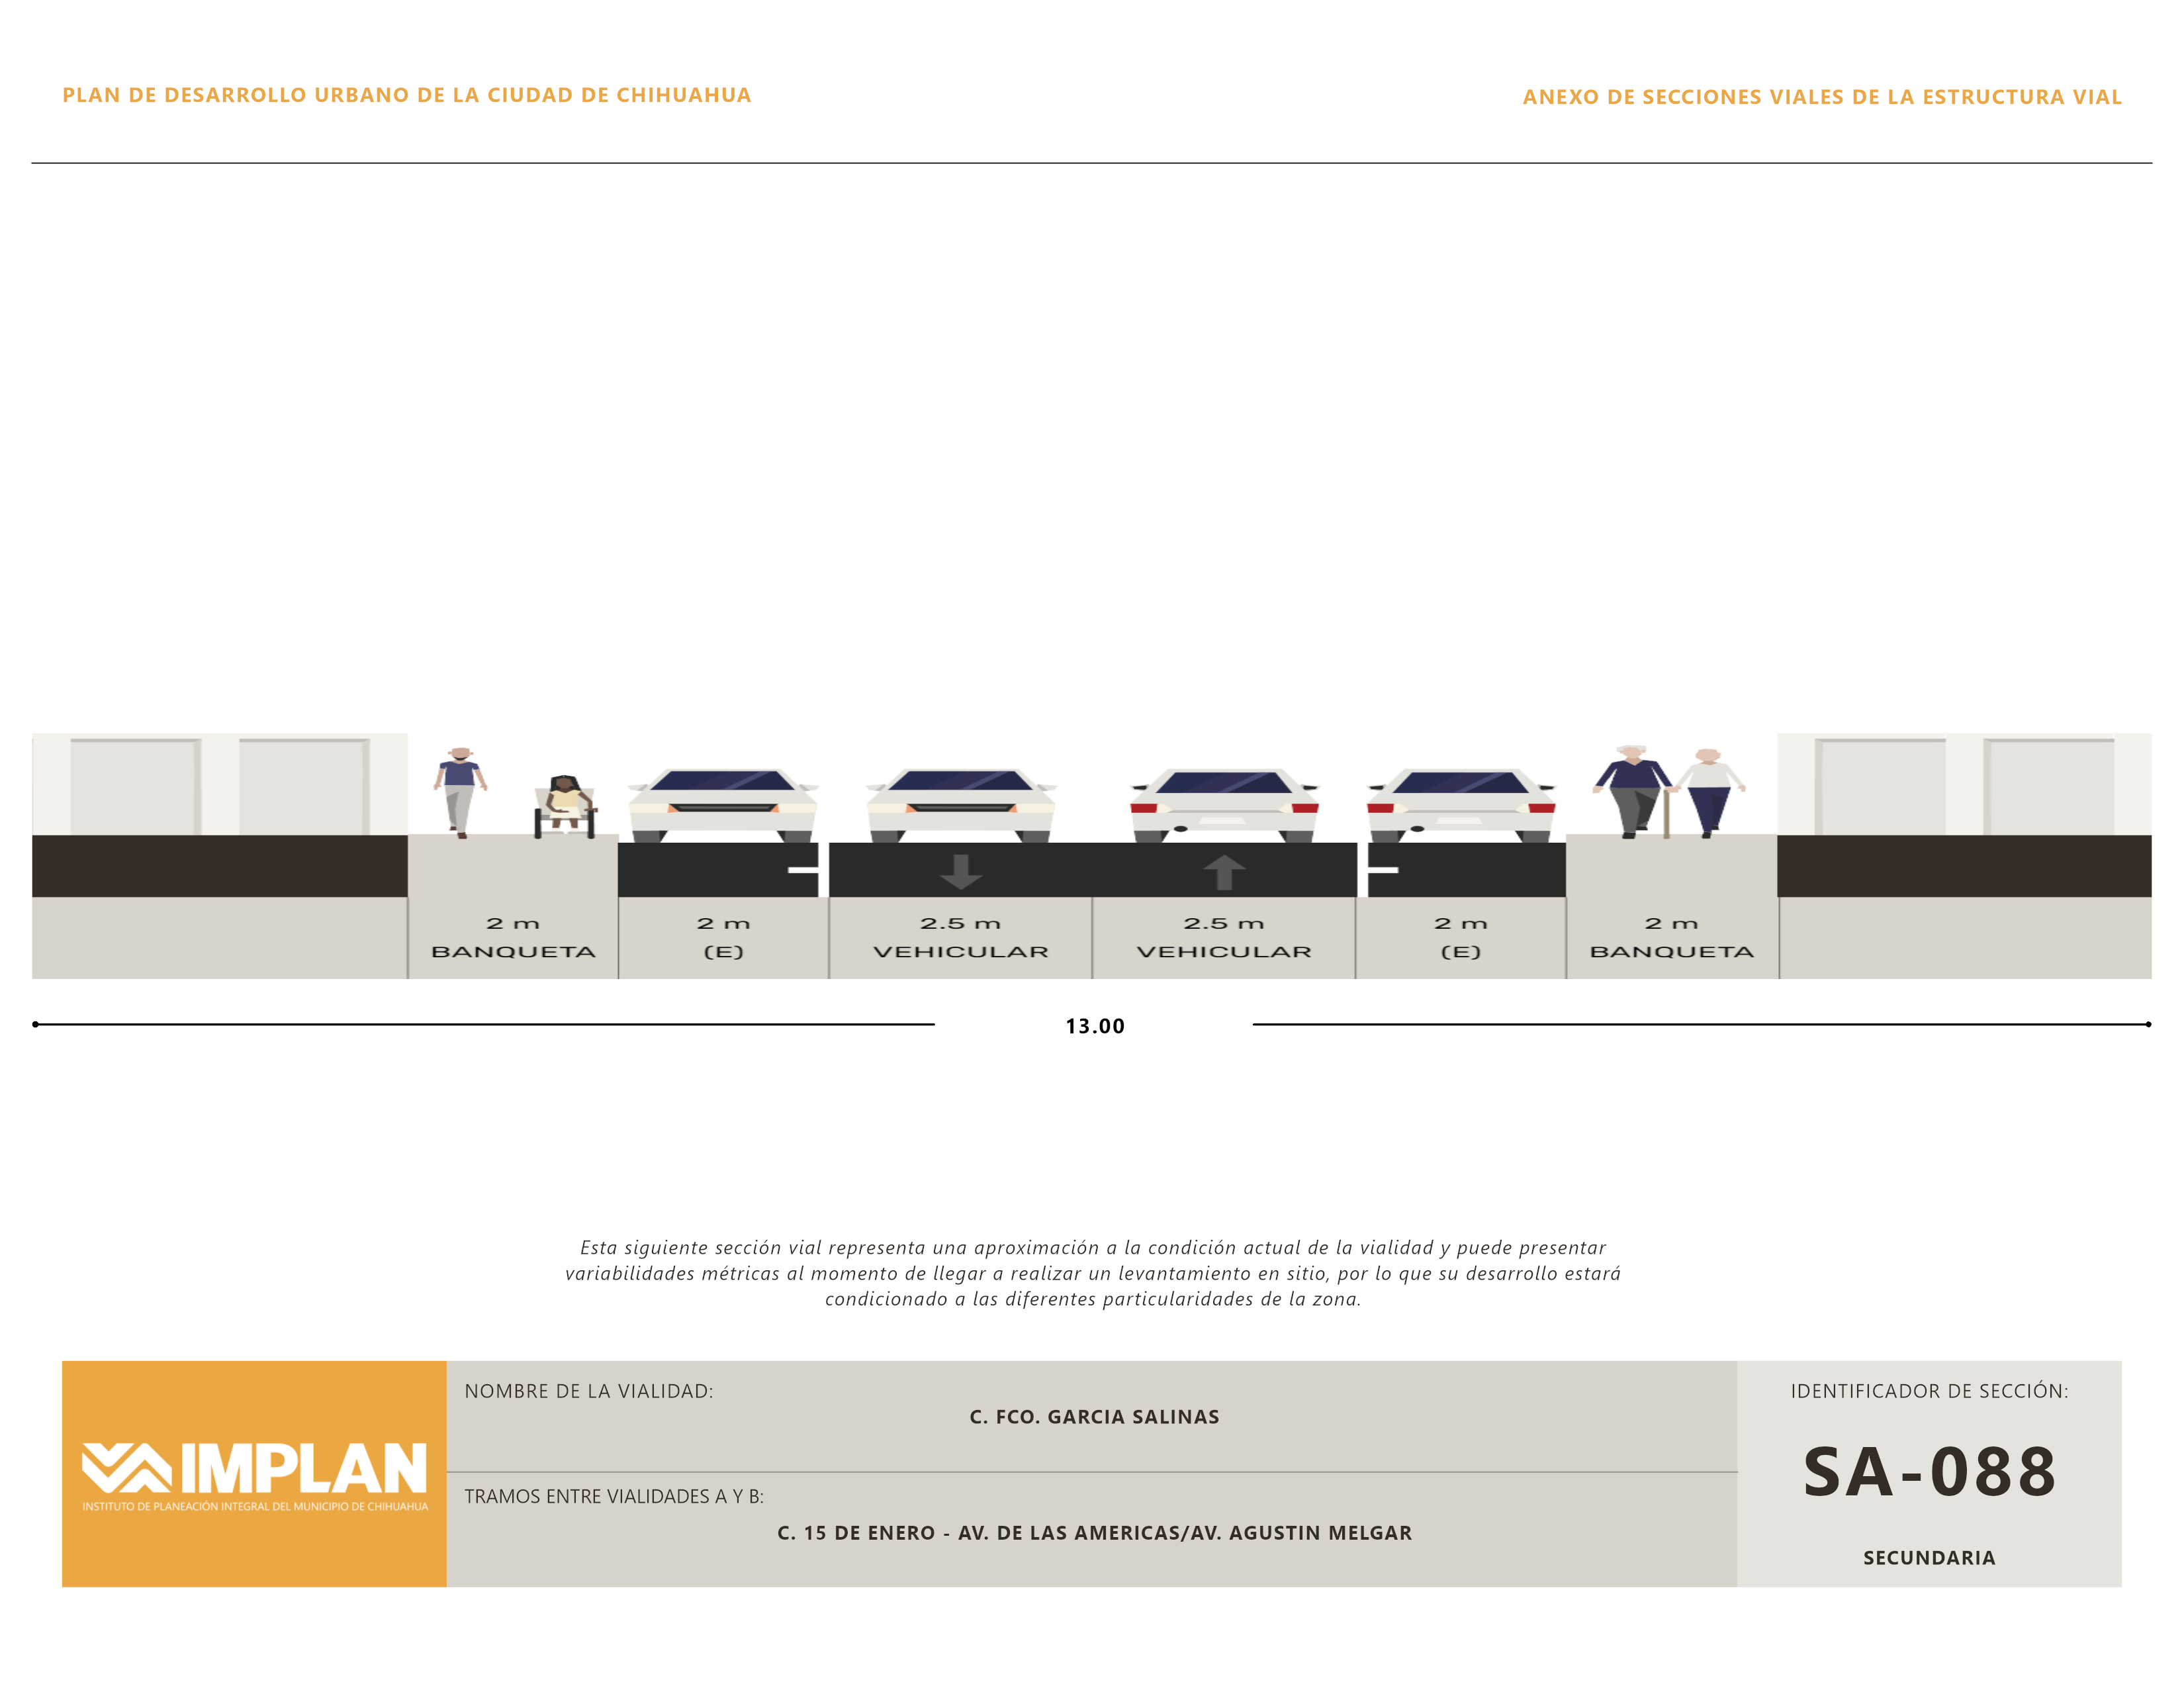 PLAN DE DESARROLLO URBANO DE LA CIUDAD DE CHIHUAHUA
ANEXO DE SECCIONES VIALES DE LA ESTRUCTURA VIAL
2 m
BANQUETA
2 m
(E)
2.5 m
VEHICULAR
2.5 m
VEHICULAR
2 m
(E)
2 m
BANQUETA
13.00
Esta siguiente sección vial representa una aproximación a la condición actual de la vialidad y puede presentar
variabilidades métricas al momento de llegar a realizar un levantamiento en sitio, por lo que su desarrollo estará
condicionado a las diferentes particularidades de la zona.
IMPLAN
INSTITUTO DE PLANEACIÓN INTEGRAL DEL MUNICIPIO DE CHIHUAHUA
NOMBRE DE LA VIALIDAD:
C. FCO. GARCIA SALINAS
TRAMOS ENTRE VIALIDADES A Y B:
C. 15 DE ENERO - AV. DE LAS AMERICAS/AV. AGUSTIN MELGAR
IDENTIFICADOR DE SECCIÓN:
SA-088
SECUNDARIA